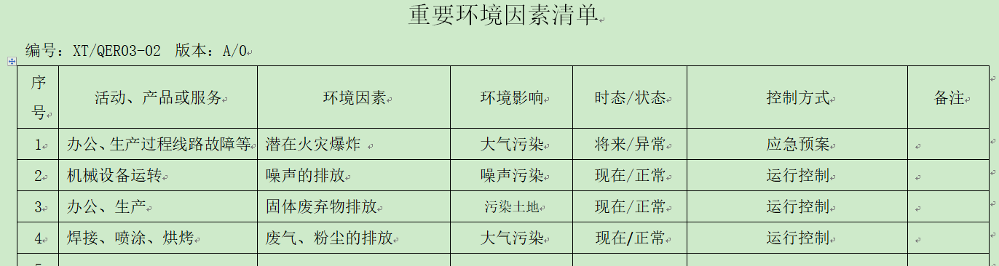 重要环境因素清单
编号：XT/QER03-02 版本：A/0
序号 活动、产品或服务 环境因素 环境影响 时态/状态 控制方式 备注
1 办公、生产过程线路故障等 潜在火灾爆炸 大气污染 将来/异常 应急预案
2 机械设备运转 噪声的排放 噪声污染 现在/正常 运行控制
3 办公、生产 固体废弃物排放 污染土地 现在/正常 运行控制
4 焊接、喷涂、烘烤 废气、粉尘的排放 大气污染 现在/正常 运行控制